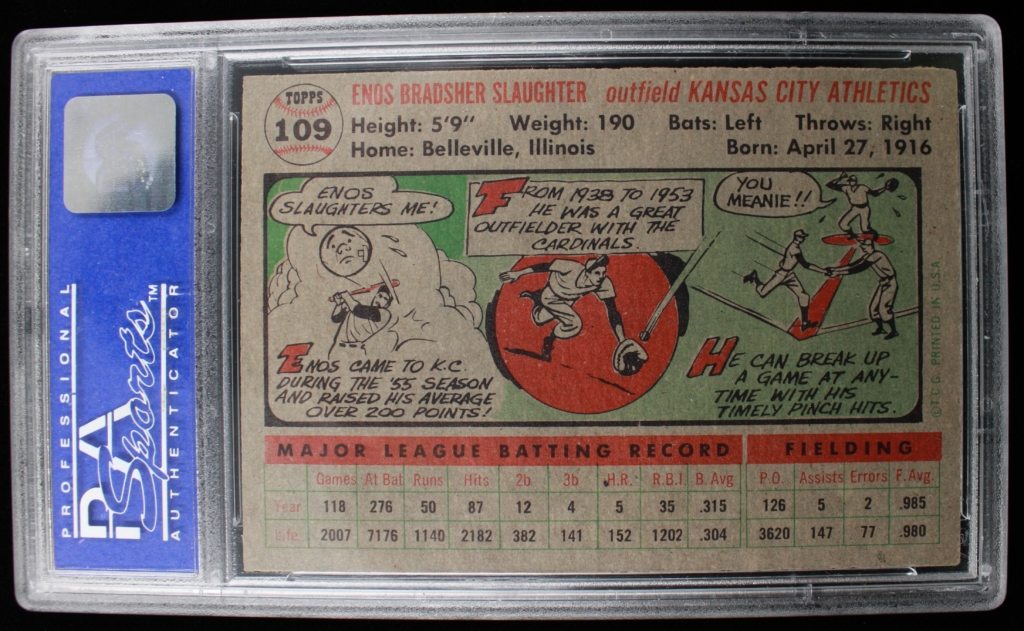 PROFESSIONAL
PSA
Sports™
AUTHENTICATOR
TOPPS
109
ENOS BRADSHER SLAUGHTER outfield KANSAS CITY ATHLETICS
Height: 5'9" Weight: 190 Bats: Left Throws: Right
Home: Belleville, Illinois Born: April 27, 1916
ENOS
SLAUGHTERS ME!
ENOS CAME TO K.C.
DURING THE '55 SEASON
AND RAISED HIS AVERAGE
OVER 200 POINTS!
FROM 1938 TO 1953
HE WAS A GREAT
OUTFIELDER WITH THE
CARDINALS.
YOU
MEANIE!!
HE CAN BREAK UP
A GAME AT ANY-
TIME WITH HIS
TIMELY PINCH HITS.
©T.C.G. PRINTED IN U.S.A.
MAJOR LEAGUE BATTING RECORD FIELDING
Games At Bat Runs Hits 2b 3b H.R. R.B.I. B. Avg P.O. Assists Errors F. Avg.
Year 118 276 50 87 12 4 5 35 .315 126 5 2 .985
Life 2007 7176 1140 2182 382 141 152 1202 .304 3620 147 77 .980